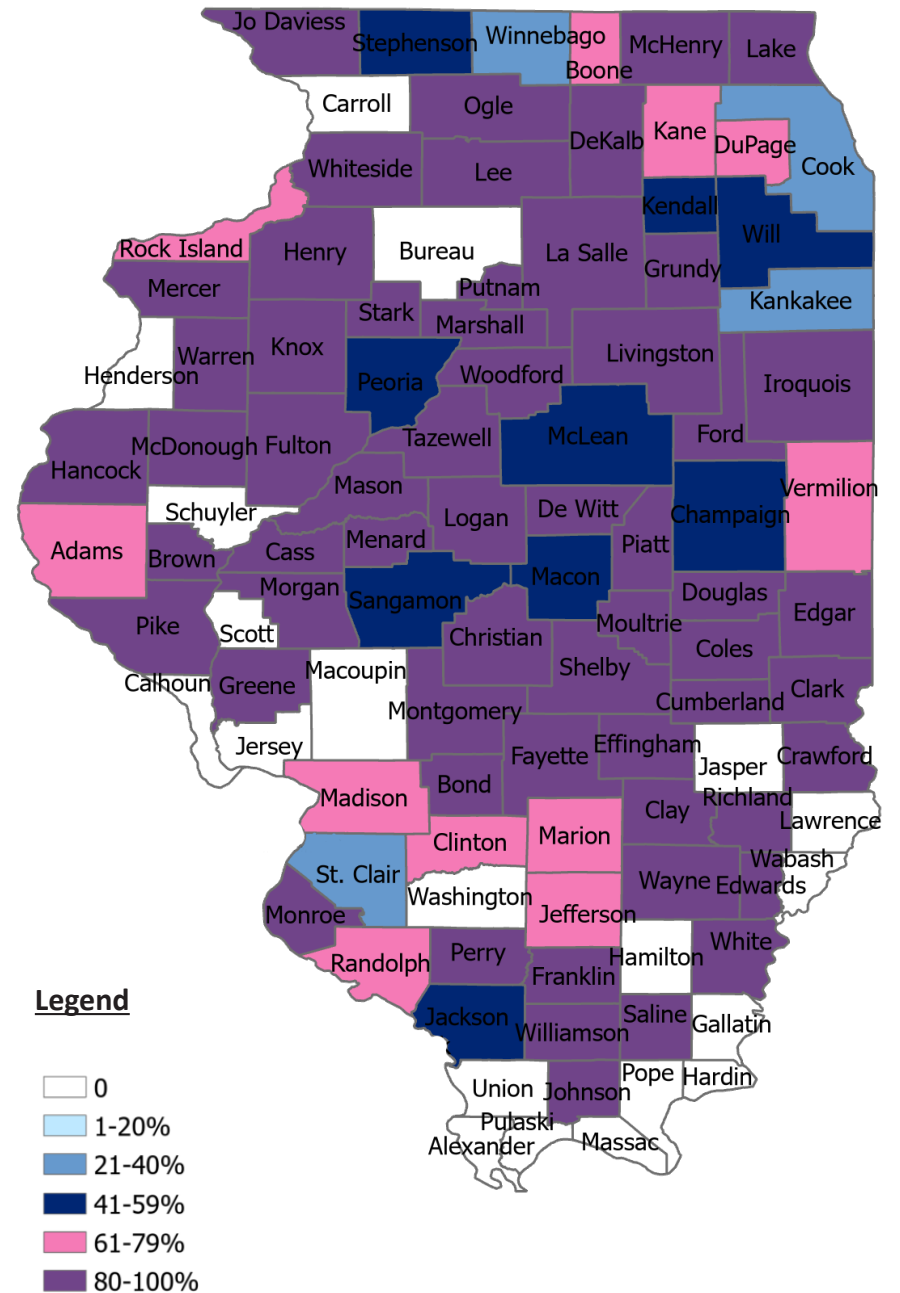 Jo Daviess
Stephenson
Winnebago
Boone
McHenry
Lake
Carroll
Ogle
DeKalb
Kane
DuPage
Cook
Whiteside
Lee
Kendall
Will
Rock Island
Henry
Bureau
La Salle
Grundy
Kankakee
Mercer
Putnam
Stark
Marshall
Knox
Warren
Henderson
Peoria
Woodford
Livingston
Iroquois
Ford
McLean
Tazewell
Fulton
McDonough
Hancock
Mason
Vermilion
Champaign
Schuyler
Logan
De Witt
Piatt
Adams
Brown
Cass
Menard
Macon
Morgan
Sangamon
Douglas
Edgar
Pike
Scott
Christian
Moultrie
Coles
Shelby
Macoupin
Calhoun
Greene
Montgomery
Cumberland
Clark
Jersey
Fayette
Effingham
Jasper
Crawford
Madison
Bond
Clay
Richland
Lawrence
Clinton
Marion
St. Clair
Wayne
Edwards
Wabash
Washington
Jefferson
Monroe
Randolph
Perry
Hamilton
White
Franklin
Jackson
Williamson
Saline
Gallatin
Union
Johnson
Pope
Hardin
Pulaski
Alexander
Massac
Legend
0
1-20%
21-40%
41-59%
61-79%
80-100%